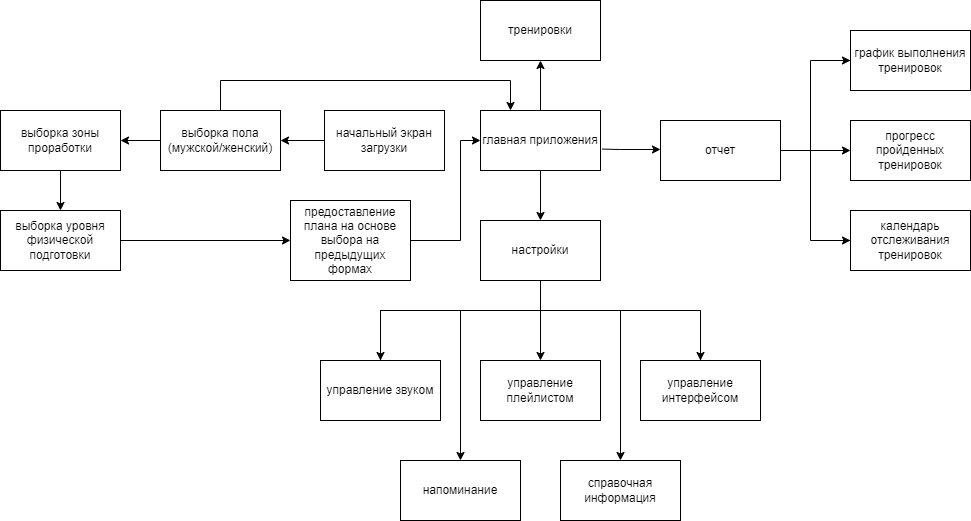 тренировки
график выполнения
тренировок
выборка зоны
проработки
выборка пола
(мужской/женский)
начальный экран
загрузки
главная приложения
отчет
прогресс
пройденных
тренировок
выборка уровня
физической
подготовки
предоставление
плана на основе
выбора на
предыдущих
формах
настройки
календарь
отслеживания
тренировок
управление звуком
управление
плейлистом
управление
интерфейсом
напоминание
справочная
информация